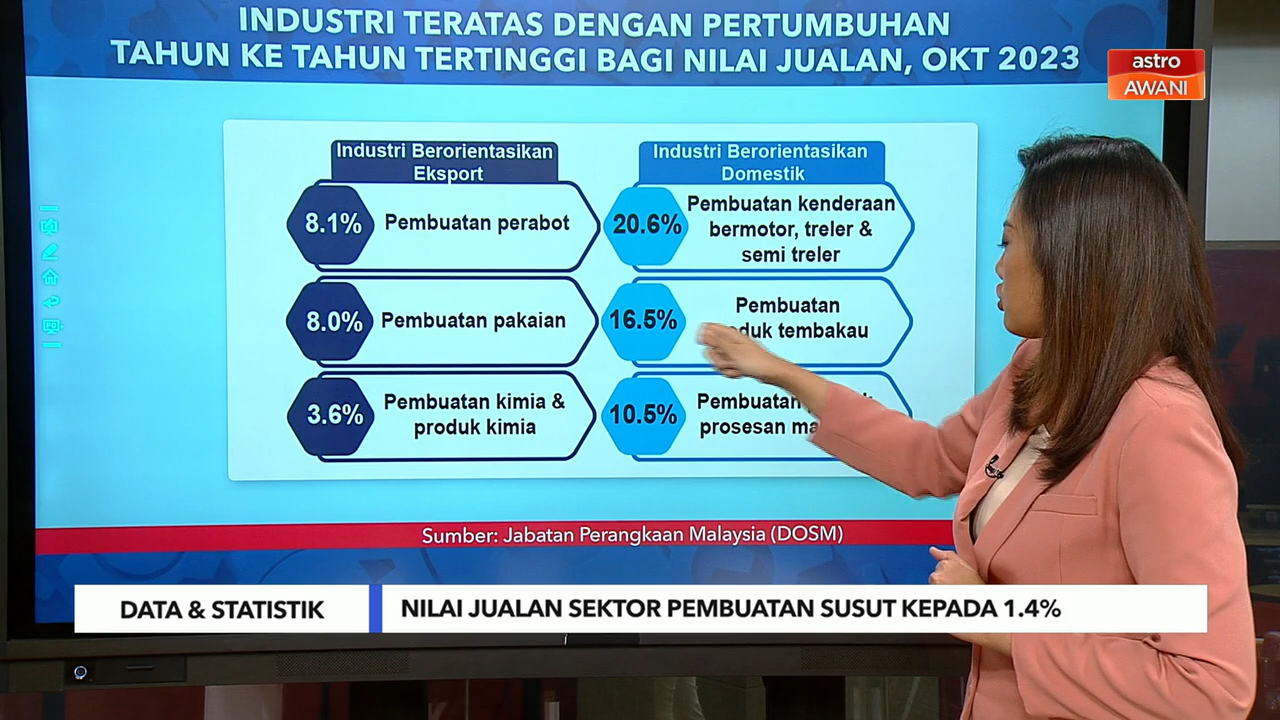 INDUSTRI TERATAS DENGAN PERTUMBUHAN
TAHUN KE TAHUN TERTINGGI BAGI NILAI JUALAN, OKT 2023
astro
AWANI
Industri Berorientasikan
Eksport
8.1%
Pembuatan perabot
8.0%
Pembuatan pakaian
3.6%
Pembuatan kimia &
produk kimia
Industri Berorientasikan
Domestik
20.6%
Pembuatan kenderaan
bermotor, treler &
semi treler
16.5%
Pembuatan
tembakau
10.5%
Pembuatan
prosesan
Sumber: Jabatan Perangkaan Malaysia (DOSM)
DATA & STATISTIK
NILAI JUALAN SEKTOR PEMBUATAN SUSUT KEPADA 1.4%